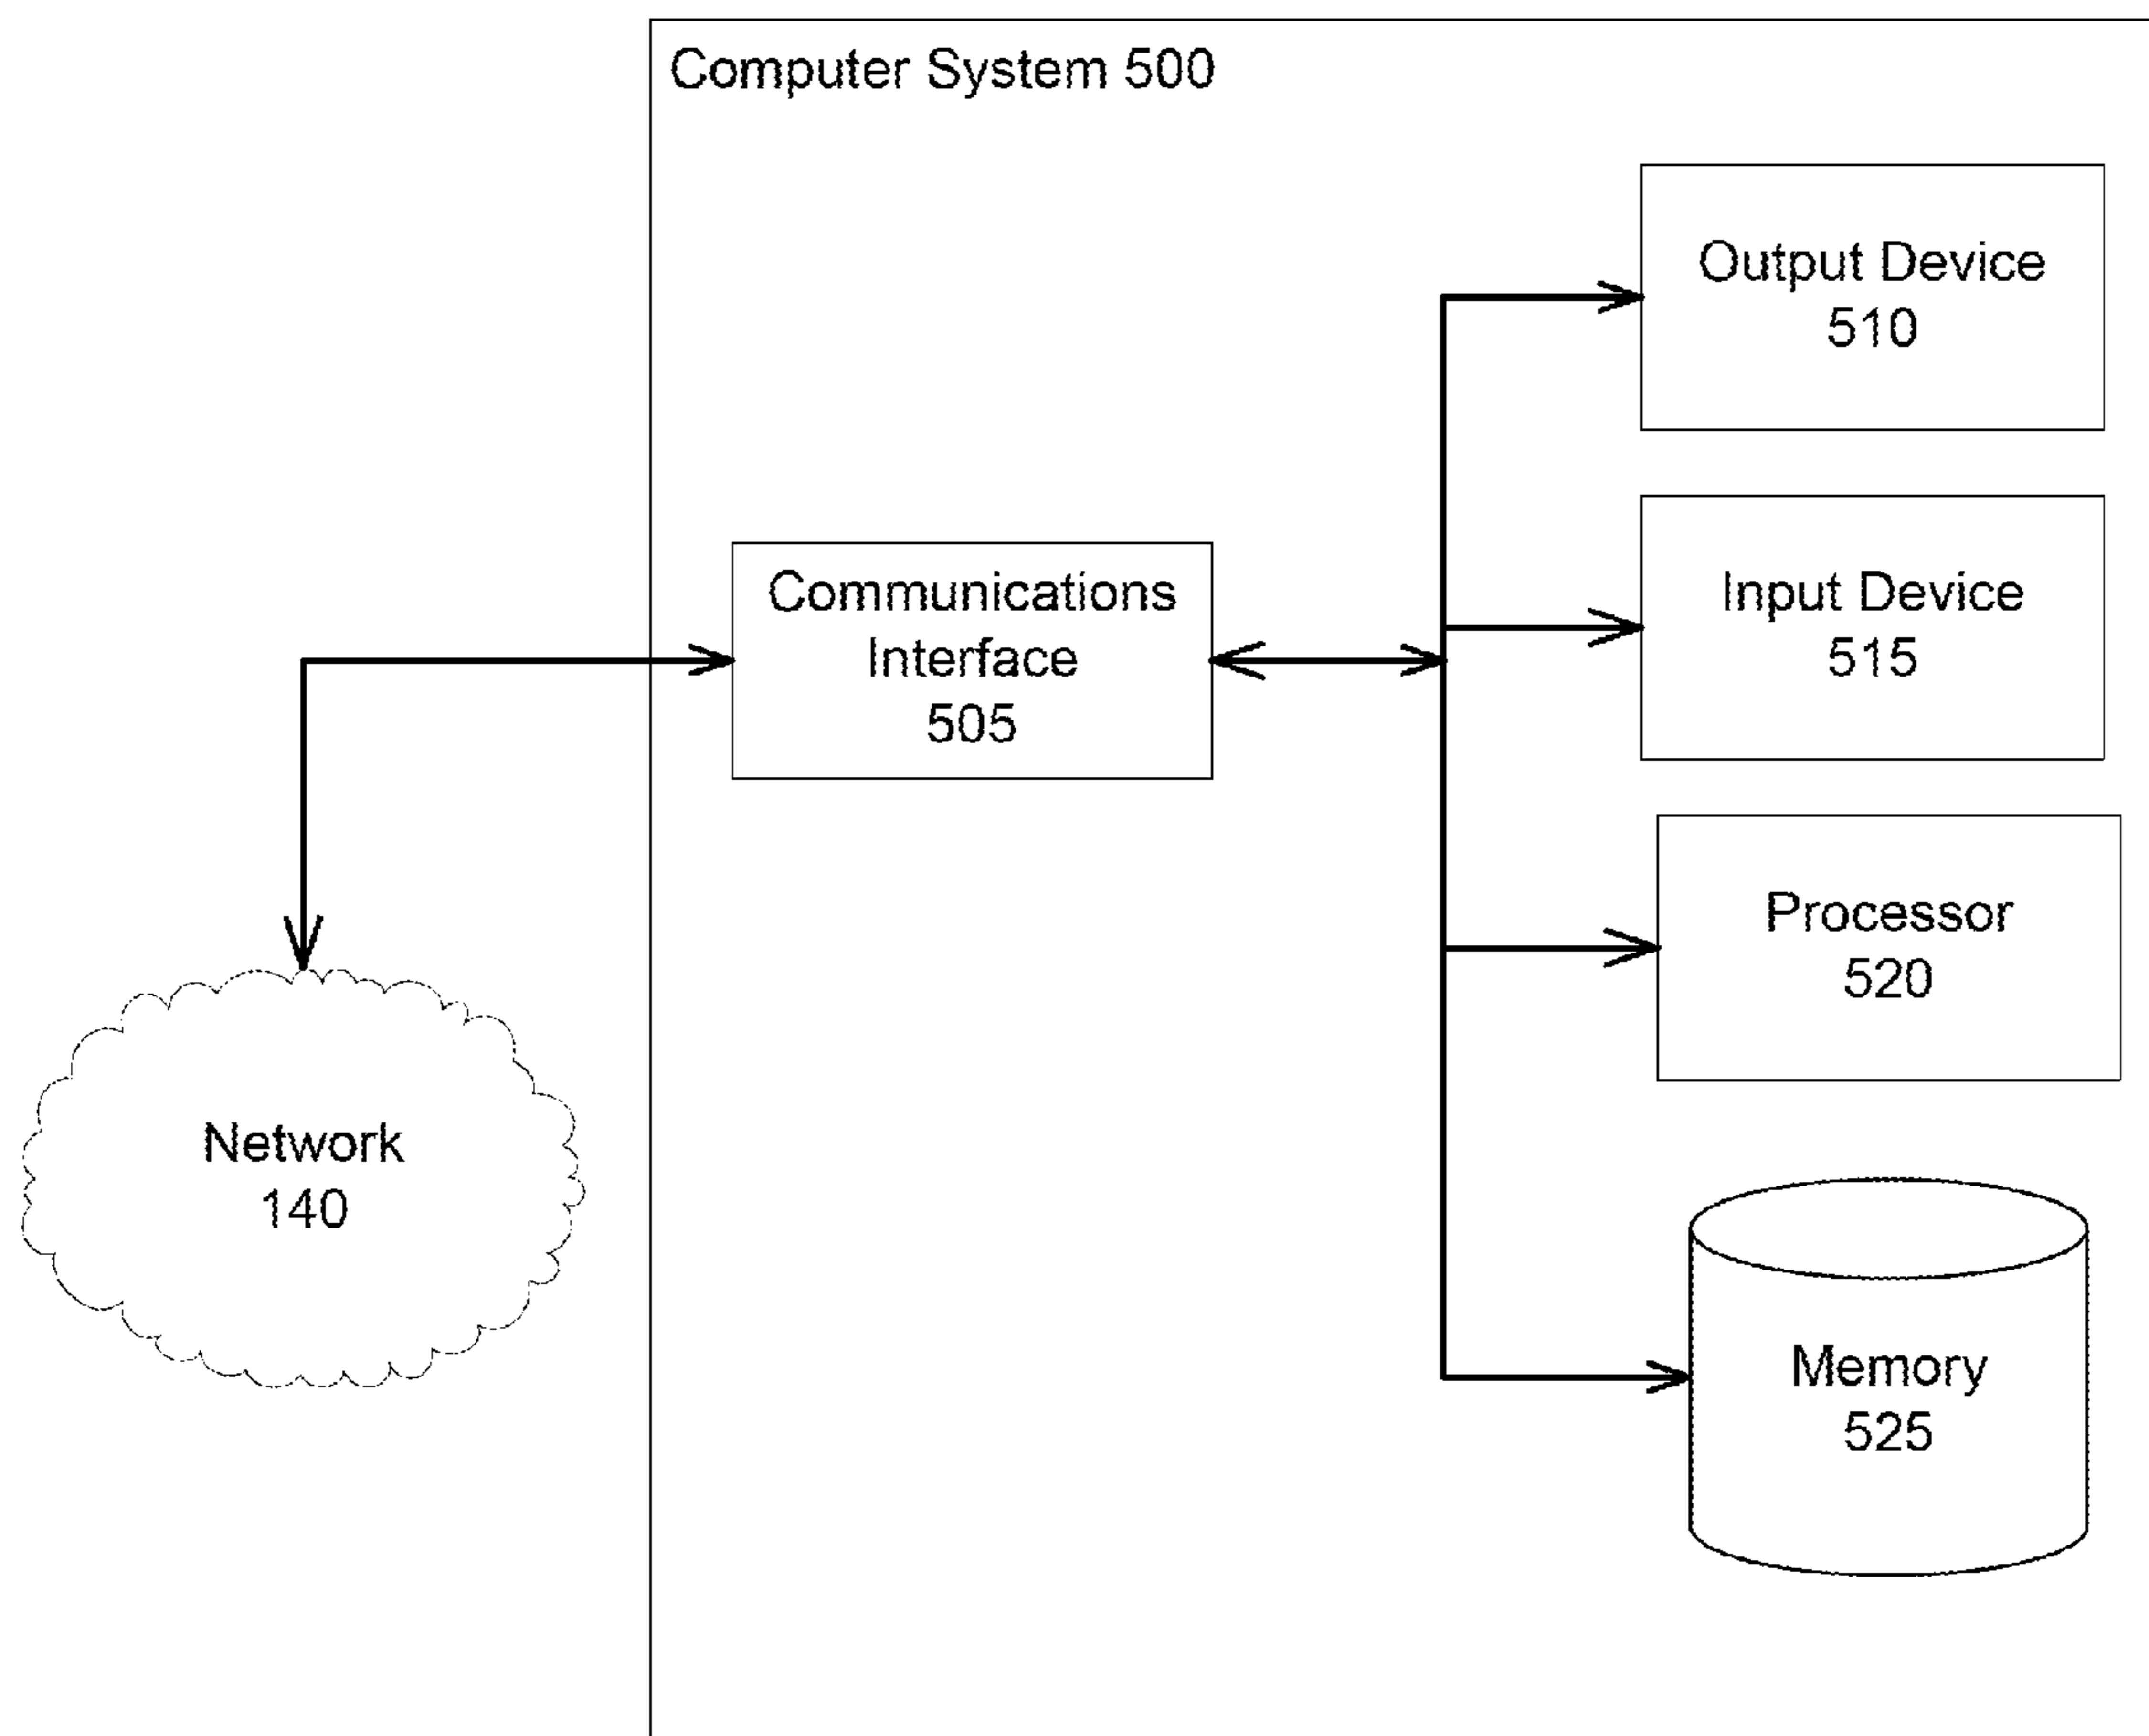 Computer System 500
Output Device
510
Communications
Interface
505
Input Device
515
Processor
520
Network
140
Memory
525